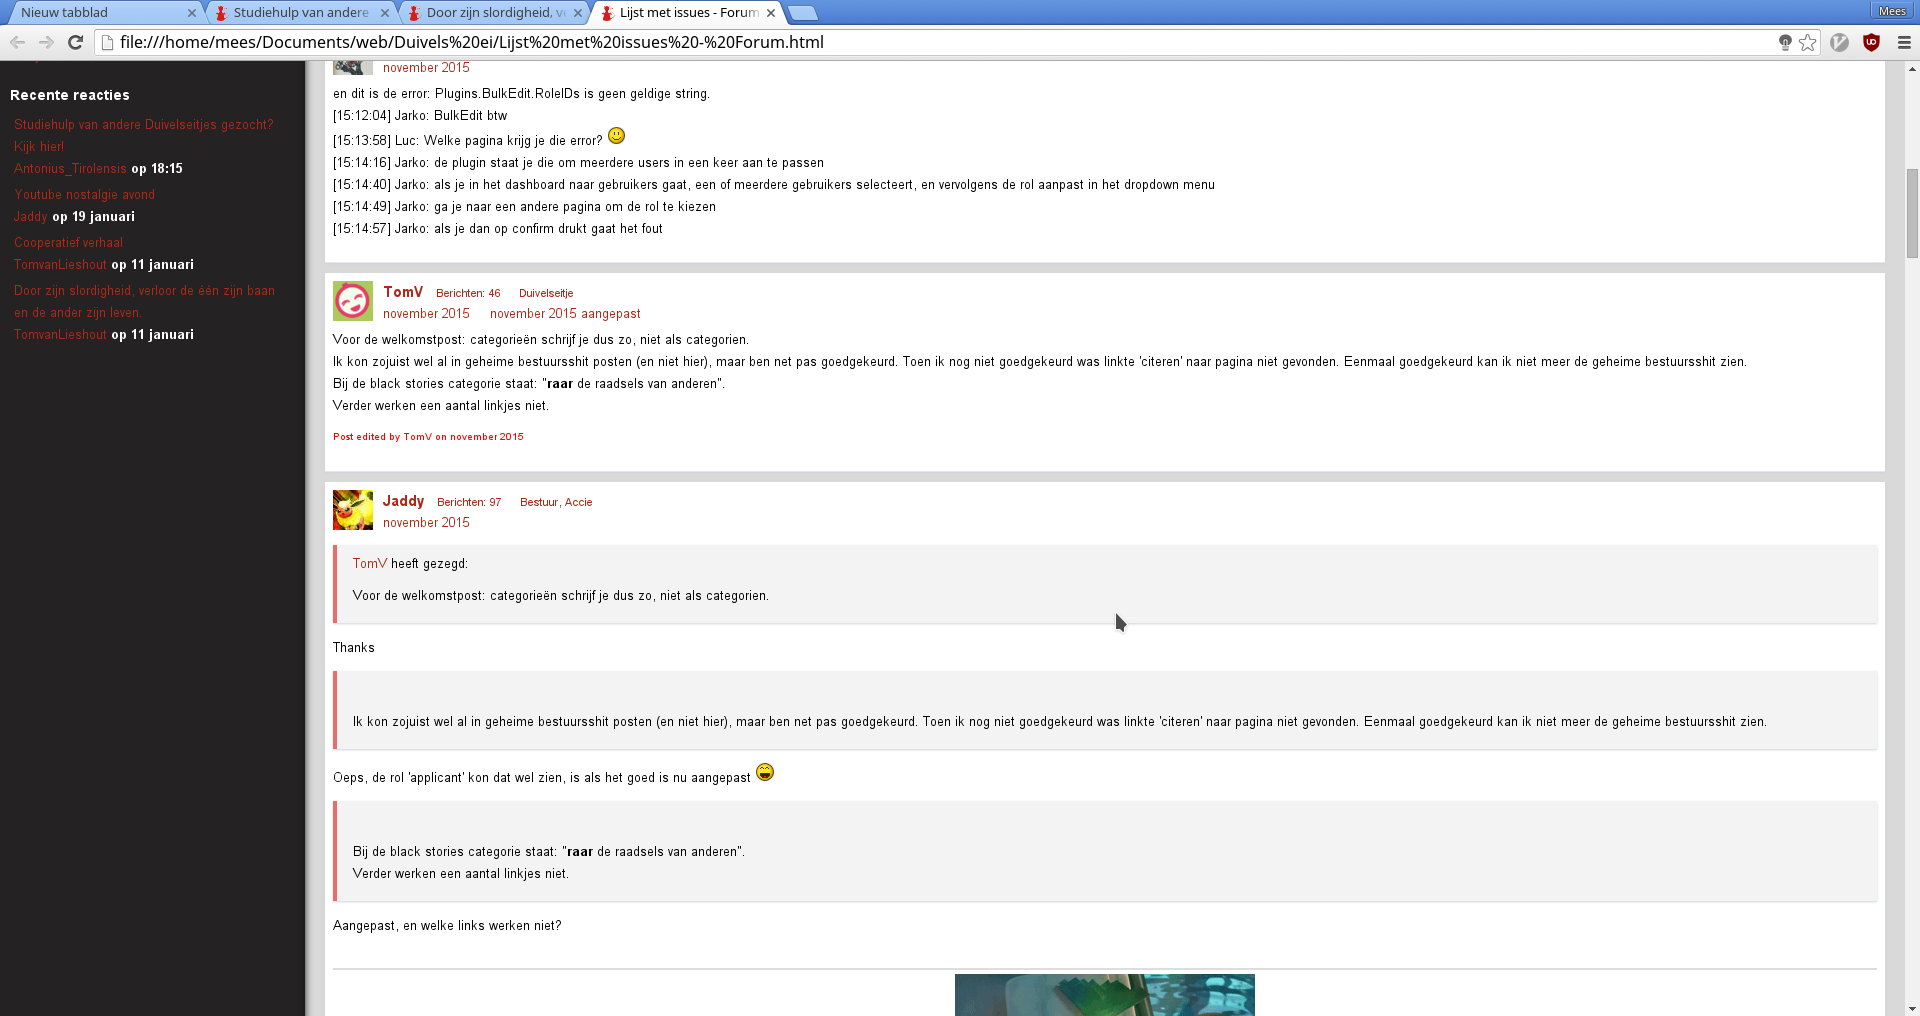 Nieuw tabblad
Studiehulp van andere
Door zijn slordigheid, v
Lijst met issues - Forum
Mees
file:///home/mees/Documents/web/Duivels%20ei/Lijst%20met%20issues%20-%20Forum.html
Recente reacties
Studiehulp van andere Duivelseitjes gezocht?
Kijk hier!
Antonius_Tirolensis op 18:15
Youtube nostalgie avond
Jaddy op 19 januari
Cooperatief verhaal
TomvanLieshout op 11 januari
Door zijn slordigheid, verloor de één zijn baan
en de ander zijn leven.
TomvanLieshout op 11 januari
november 2015
en dit is de error: Plugins.BulkEdit.RoleIDs is geen geldige string.
[15:12:04] Jarko: BulkEdit btw
[15:13:58] Luc: Welke pagina krijg je die error?
[15:14:16] Jarko: de plugin staat je die om meerdere users in een keer aan te passen
[15:14:40] Jarko: als je in het dashboard naar gebruikers gaat, een of meerdere gebruikers selecteert, en vervolgens de rol aanpast in het dropdown menu
[15:14:49] Jarko: ga je naar een andere pagina om de rol te kiezen
[15:14:57] Jarko: als je dan op confirm drukt gaat het fout
TomV Berichten: 46 Duivelseitje
november 2015 november 2015 aangepast
Voor de welkomstpost: categorieën schrijf je dus zo, niet als categorien.
Ik kon zojuist wel al in geheime bestuursshit posten (en niet hier), maar ben net pas goedgekeurd. Toen ik nog niet goedgekeurd was linkte 'citeren' naar pagina niet gevonden. Eenmaal goedgekeurd kan ik niet meer de geheime bestuursshit zien.
Bij de black stories categorie staat: "raar de raadsels van anderen".
Verder werken een aantal linkjes niet.
Post edited by TomV on november 2015
Jaddy Berichten: 97 Bestuur, Accie
november 2015
TomV heeft gezegd:
Voor de welkomstpost: categorieën schrijf je dus zo, niet als categorien.
Thanks
Ik kon zojuist wel al in geheime bestuursshit posten (en niet hier), maar ben net pas goedgekeurd. Toen ik nog niet goedgekeurd was linkte 'citeren' naar pagina niet gevonden. Eenmaal goedgekeurd kan ik niet meer de geheime bestuursshit zien.
Oeps, de rol 'applicant' kon dat wel zien, is als het goed is nu aangepast
Bij de black stories categorie staat: "raar de raadsels van anderen".
Verder werken een aantal linkjes niet.
Aangepast, en welke links werken niet?